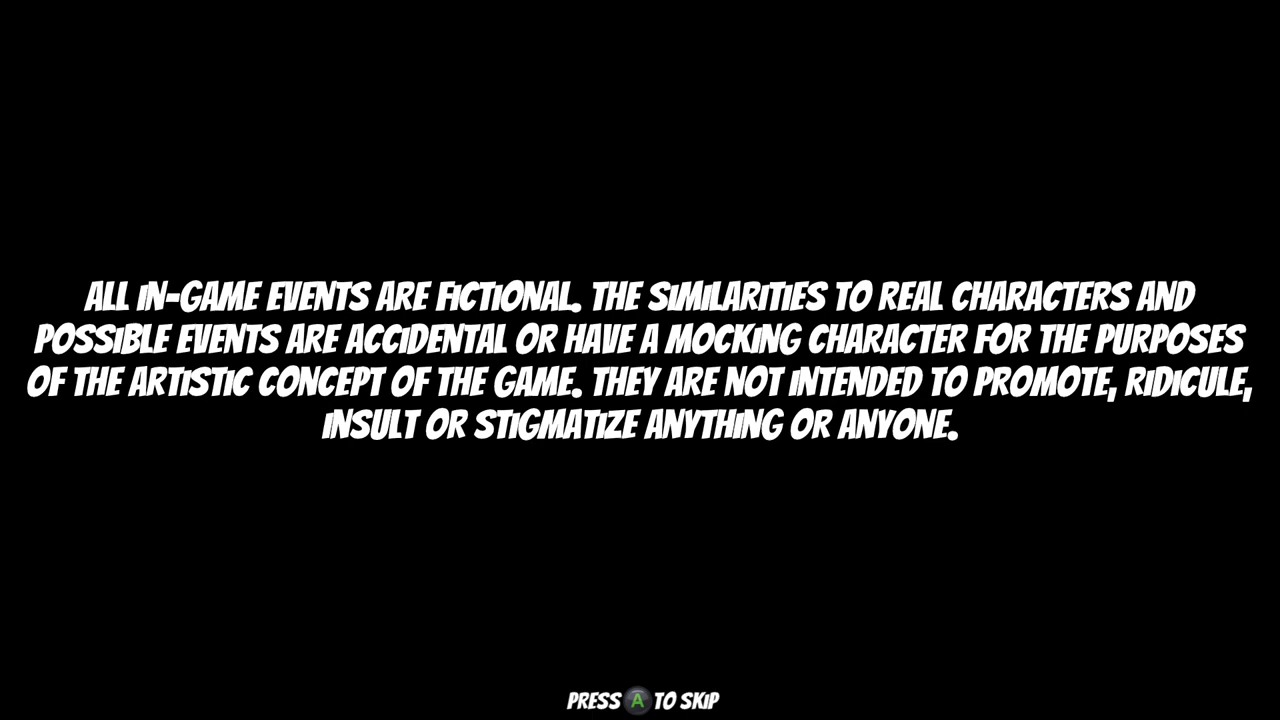 ALL IN-GAME EVENTS ARE FICTIONAL. THE SIMILARITIES TO REAL CHARACTERS AND
POSSIBLE EVENTS ARE ACCIDENTAL OR HAVE A MOCKING CHARACTER FOR THE PURPOSES
OF THE ARTISTIC CONCEPT OF THE GAME. THEY ARE NOT INTENDED TO PROMOTE, RIDICULE,
INSULT OR STIGMATIZE ANYTHING OR ANYONE.
PRESS A TO SKIP